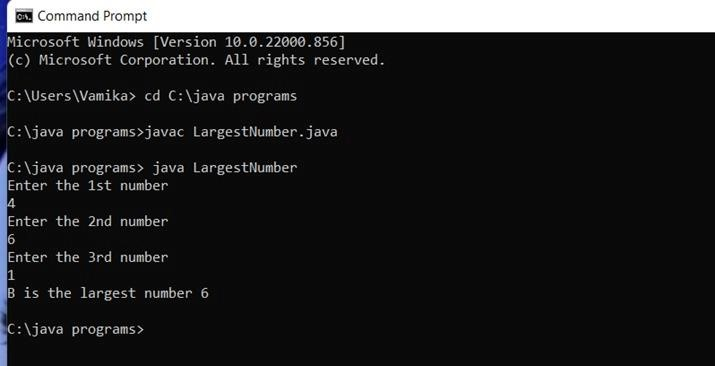 Command Prompt
Microsoft Windows [Version 10.0.22000.856]
(c) Microsoft Corporation. All rights reserved.
C:\Users\Vamika> cd C:\java programs
C:\java programs>javac LargestNumber.java
C:\java programs> java LargestNumber
Enter the 1st number
4
Enter the 2nd number
6
Enter the 3rd number
1
B is the largest number 6
C:\java programs>